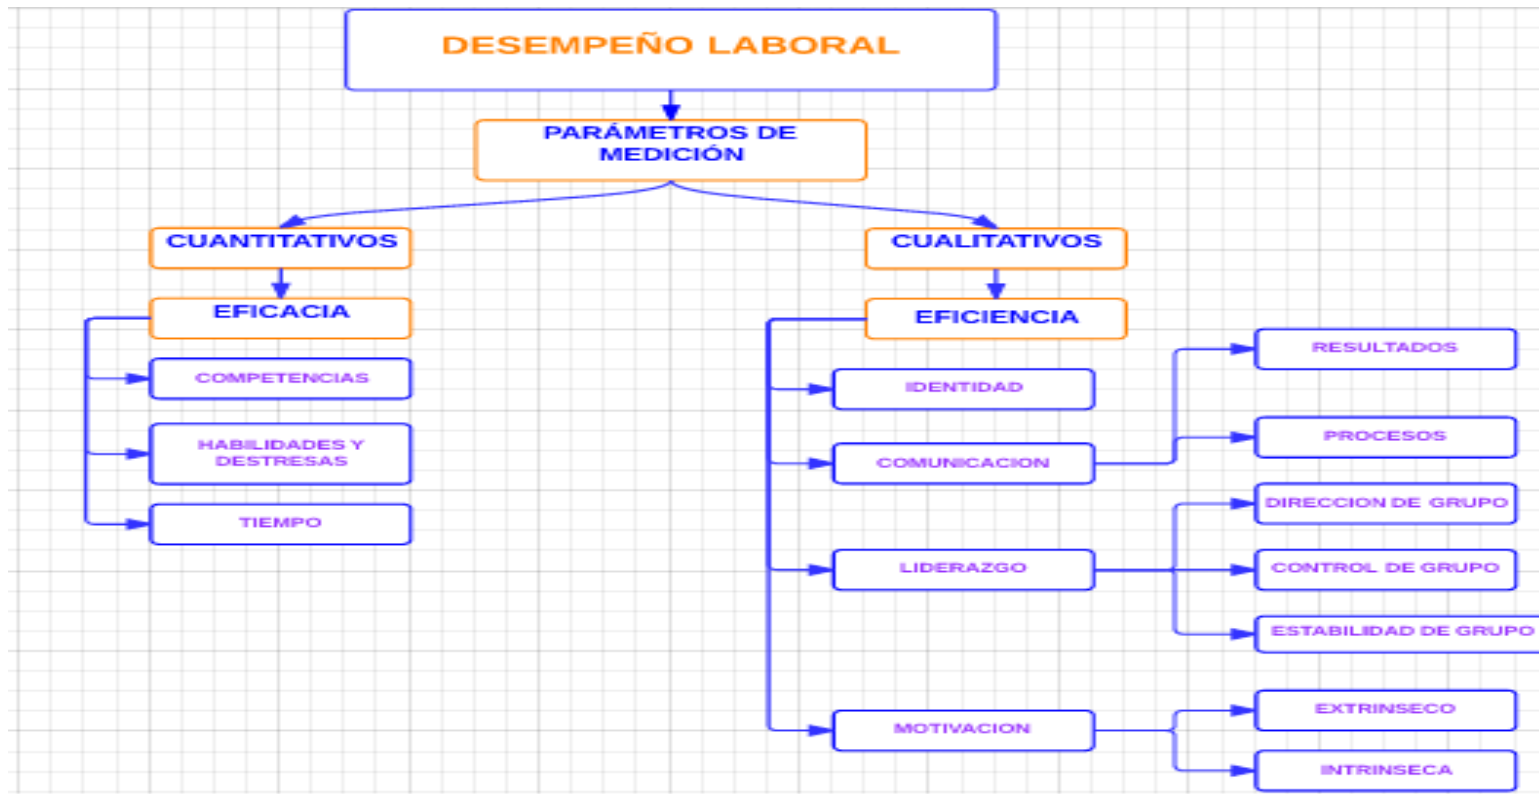 DESEMPEÑO LABORAL
PARÁMETROS DE
MEDICIÓN
CUANTITATIVOS
EFICACIA
COMPETENCIAS
HABILIDADES Y
DESTRESAS
TIEMPO
CUALITATIVOS
EFICIENCIA
IDENTIDAD
COMUNICACION
RESULTADOS
PROCESOS
LIDERAZGO
DIRECCION DE GRUPO
CONTROL DE GRUPO
ESTABILIDAD DE GRUPO
MOTIVACION
EXTRINSECO
INTRINSECA